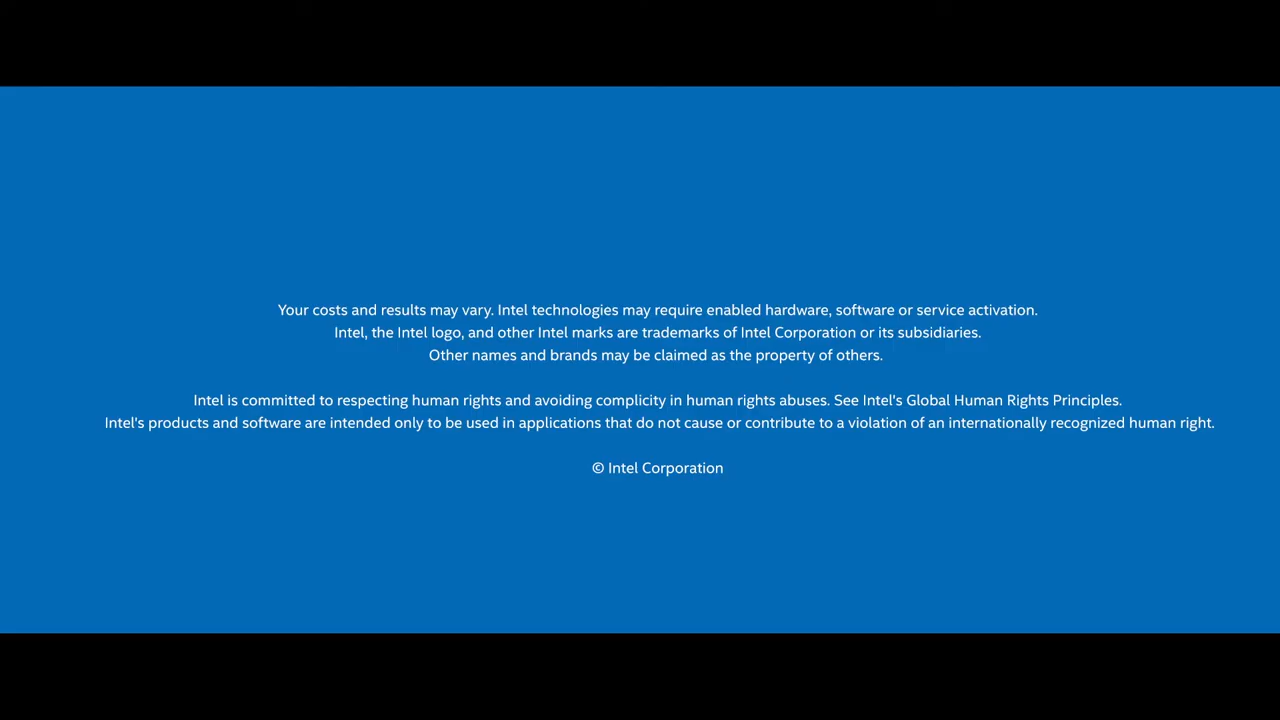 Your costs and results may vary. Intel technologies may require enabled hardware, software or service activation.
Intel, the Intel logo, and other Intel marks are trademarks of Intel Corporation or its subsidiaries.
Other names and brands may be claimed as the property of others.
Intel is committed to respecting human rights and avoiding complicity in human rights abuses. See Intel's Global Human Rights Principles.
Intel's products and software are intended only to be used in applications that do not cause or contribute to a violation of an internationally recognized human right.
© Intel Corporation